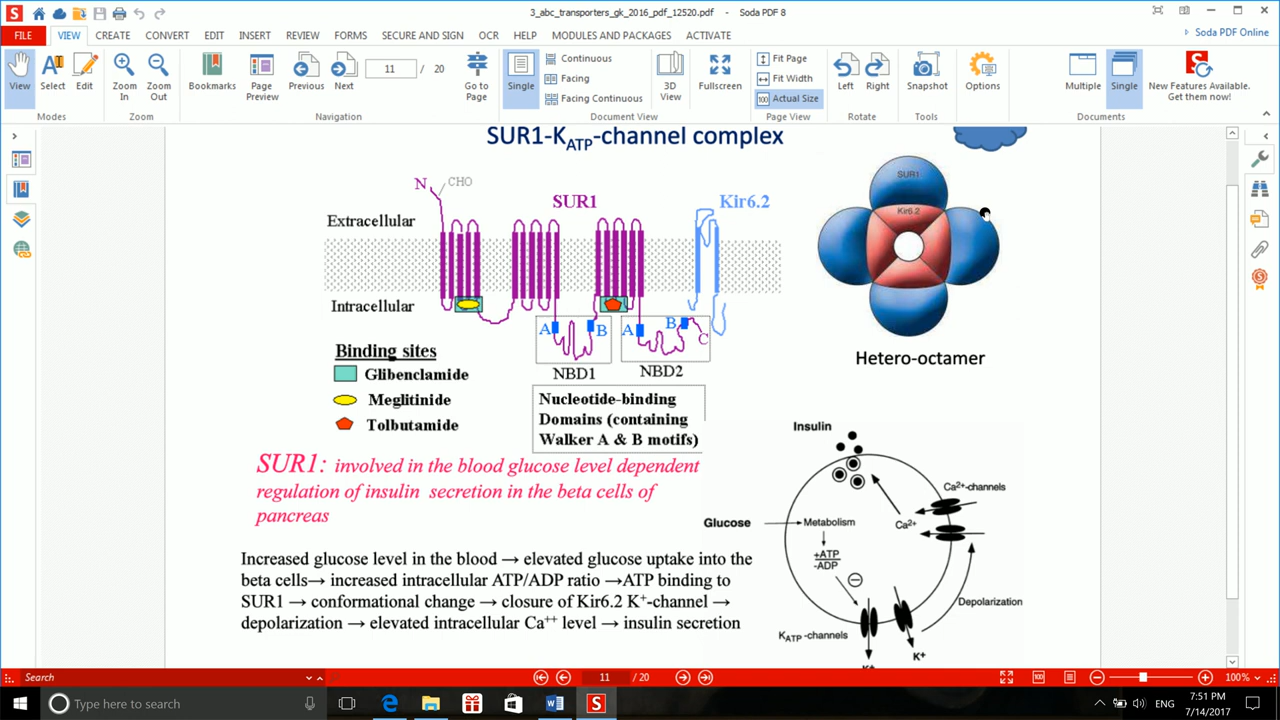 3_abc_transporters_gk_2016_pdf_12520.pdf - Soda PDF 8
FILE VIEW CREATE CONVERT EDIT INSERT REVIEW FORMS SECURE AND SIGN OCR HELP MODULES AND PACKAGES ACTIVATE Soda PDF Online
View Select Edit
Modes
Zoom In Zoom Out
Zoom
Bookmarks Page Preview Previous Next 11 / 20 Go to Page
Navigation
Single Continuous Facing Facing Continuous 3D View Fullscreen
Document View
Fit Page
Fit Width
100 Actual Size
Page View
Left Right
Rotate
Snapshot
Tools
Options
Multiple Single New Features Available. Get them now!
Documents
SUR1-KATP-channel complex
N CHO
SUR1
Kir6.2
Extracellular
Intracellular
A B A B C
NBD1 NBD2
Binding sites
Glibenclamide
Meglitinide
Tolbutamide
Nucleotide-binding
Domains (containing
Walker A & B motifs)
SUR1
Kir6.2
Hetero-octamer
SUR1: involved in the blood glucose level dependent
regulation of insulin secretion in the beta cells of
pancreas
Increased glucose level in the blood → elevated glucose uptake into the
beta cells→ increased intracellular ATP/ADP ratio →ATP binding to
SUR1 → conformational change → closure of Kir6.2 K⁺-channel →
depolarization → elevated intracellular Ca⁺⁺ level → insulin secretion
Insulin
Ca²⁺-channels
Glucose
Metabolism
Ca²⁺
+ATP
-ADP
Depolarization
KATP-channels
K⁺
K⁺
Search 11 / 20 100 100%
Type here to search
ENG
7:51 PM
7/14/2017